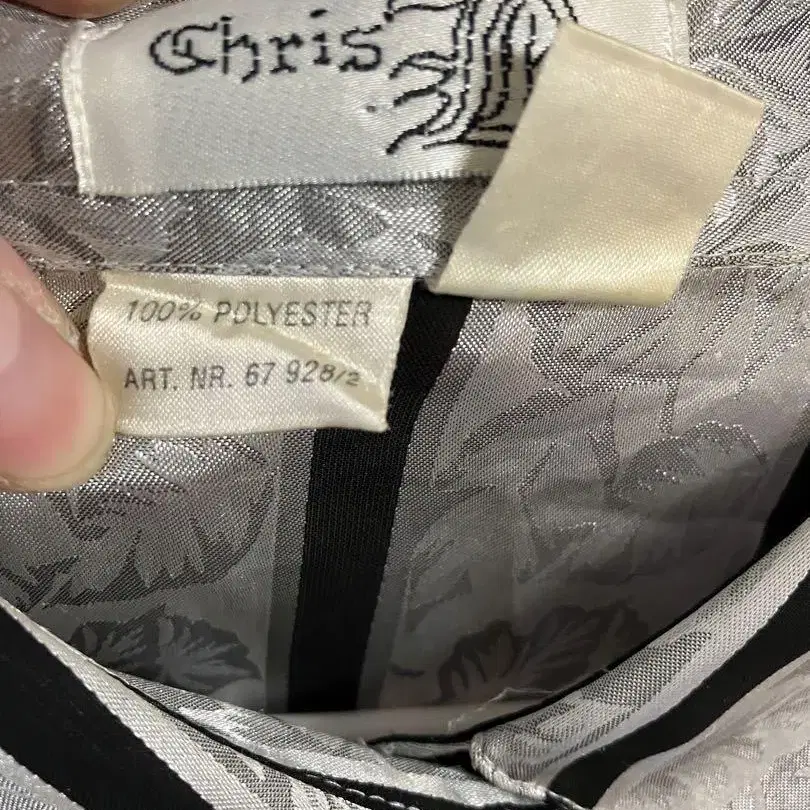 Chris
100% POLYESTER
ART. NR. 67 928/2